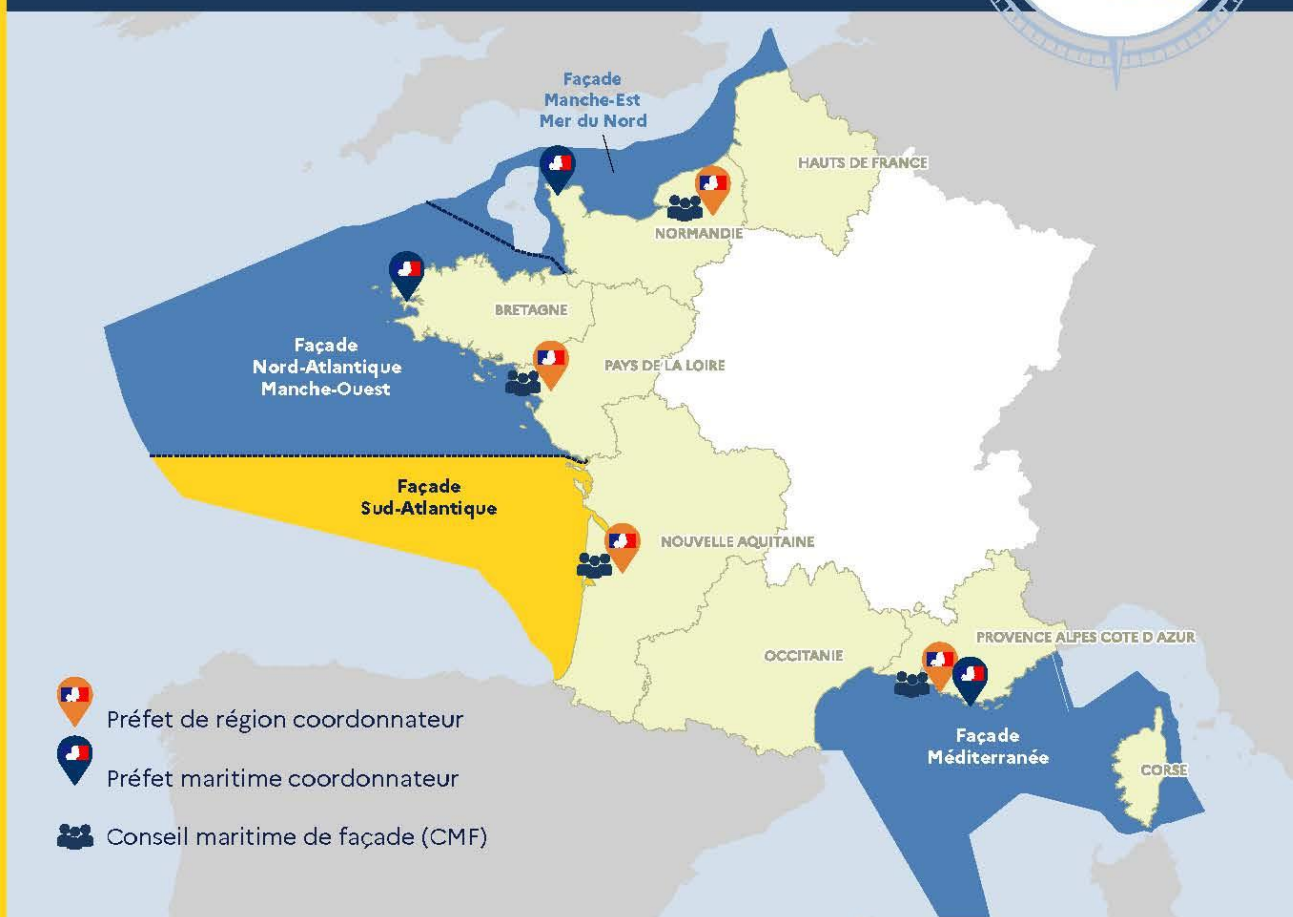 Façade
Manche-Est
Mer du Nord
HAUTS DE FRANCE
NORMANDIE
BRETAGNE
Façade
Nord-Atlantique
Manche-Ouest
PAYS DE LA LOIRE
Façade
Sud-Atlantique
NOUVELLE AQUITAINE
PROVENCE ALPES COTE D AZUR
OCCITANIE
Façade
Méditerranée
CORSE
Préfet de région coordonnateur
Préfet maritime coordonnateur
Conseil maritime de façade (CMF)